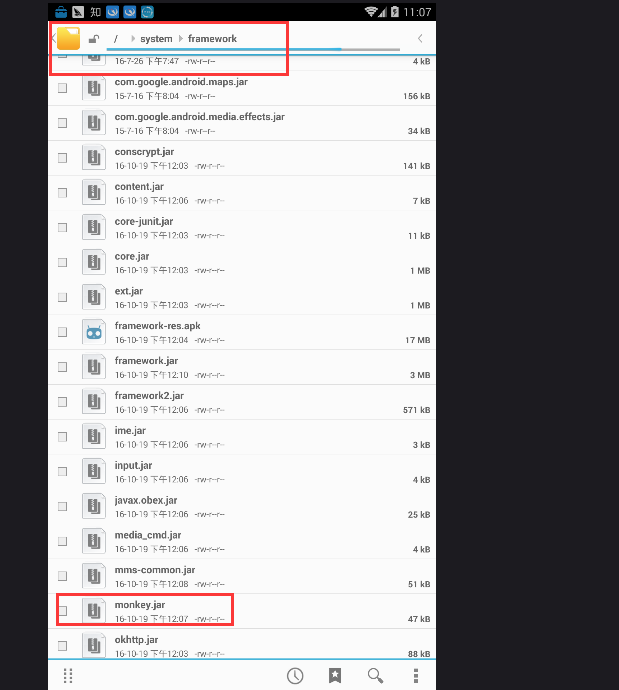 知 11:07
/ system framework
16-7-26 下午7:47 -rw-r--r-- 4 kB
com.google.android.maps.jar
15-7-16 下午8:04 -rw-r--r-- 156 kB
com.google.android.media.effects.jar
15-7-16 下午8:04 -rw-r--r-- 34 kB
conscrypt.jar
16-10-19 下午12:03 -rw-r--r-- 141 kB
content.jar
16-10-19 下午12:06 -rw-r--r-- 7 kB
core-junit.jar
16-10-19 下午12:03 -rw-r--r-- 11 kB
core.jar
16-10-19 下午12:03 -rw-r--r-- 1 MB
ext.jar
16-10-19 下午12:03 -rw-r--r-- 1 MB
framework-res.apk
16-10-19 下午12:04 -rw-r--r-- 17 MB
framework.jar
16-10-19 下午12:10 -rw-r--r-- 3 MB
framework2.jar
16-10-19 下午12:06 -rw-r--r-- 571 kB
ime.jar
16-10-19 下午12:06 -rw-r--r-- 3 kB
input.jar
16-10-19 下午12:06 -rw-r--r-- 4 kB
javax.obex.jar
16-10-19 下午12:06 -rw-r--r-- 25 kB
media_cmd.jar
16-10-19 下午12:06 -rw-r--r-- 4 kB
mms-common.jar
16-10-19 下午12:08 -rw-r--r-- 51 kB
monkey.jar
16-10-19 下午12:07 -rw-r--r-- 47 kB
okhttp.jar
16-10-19 下午12:03 -rw-r--r-- 88 kB